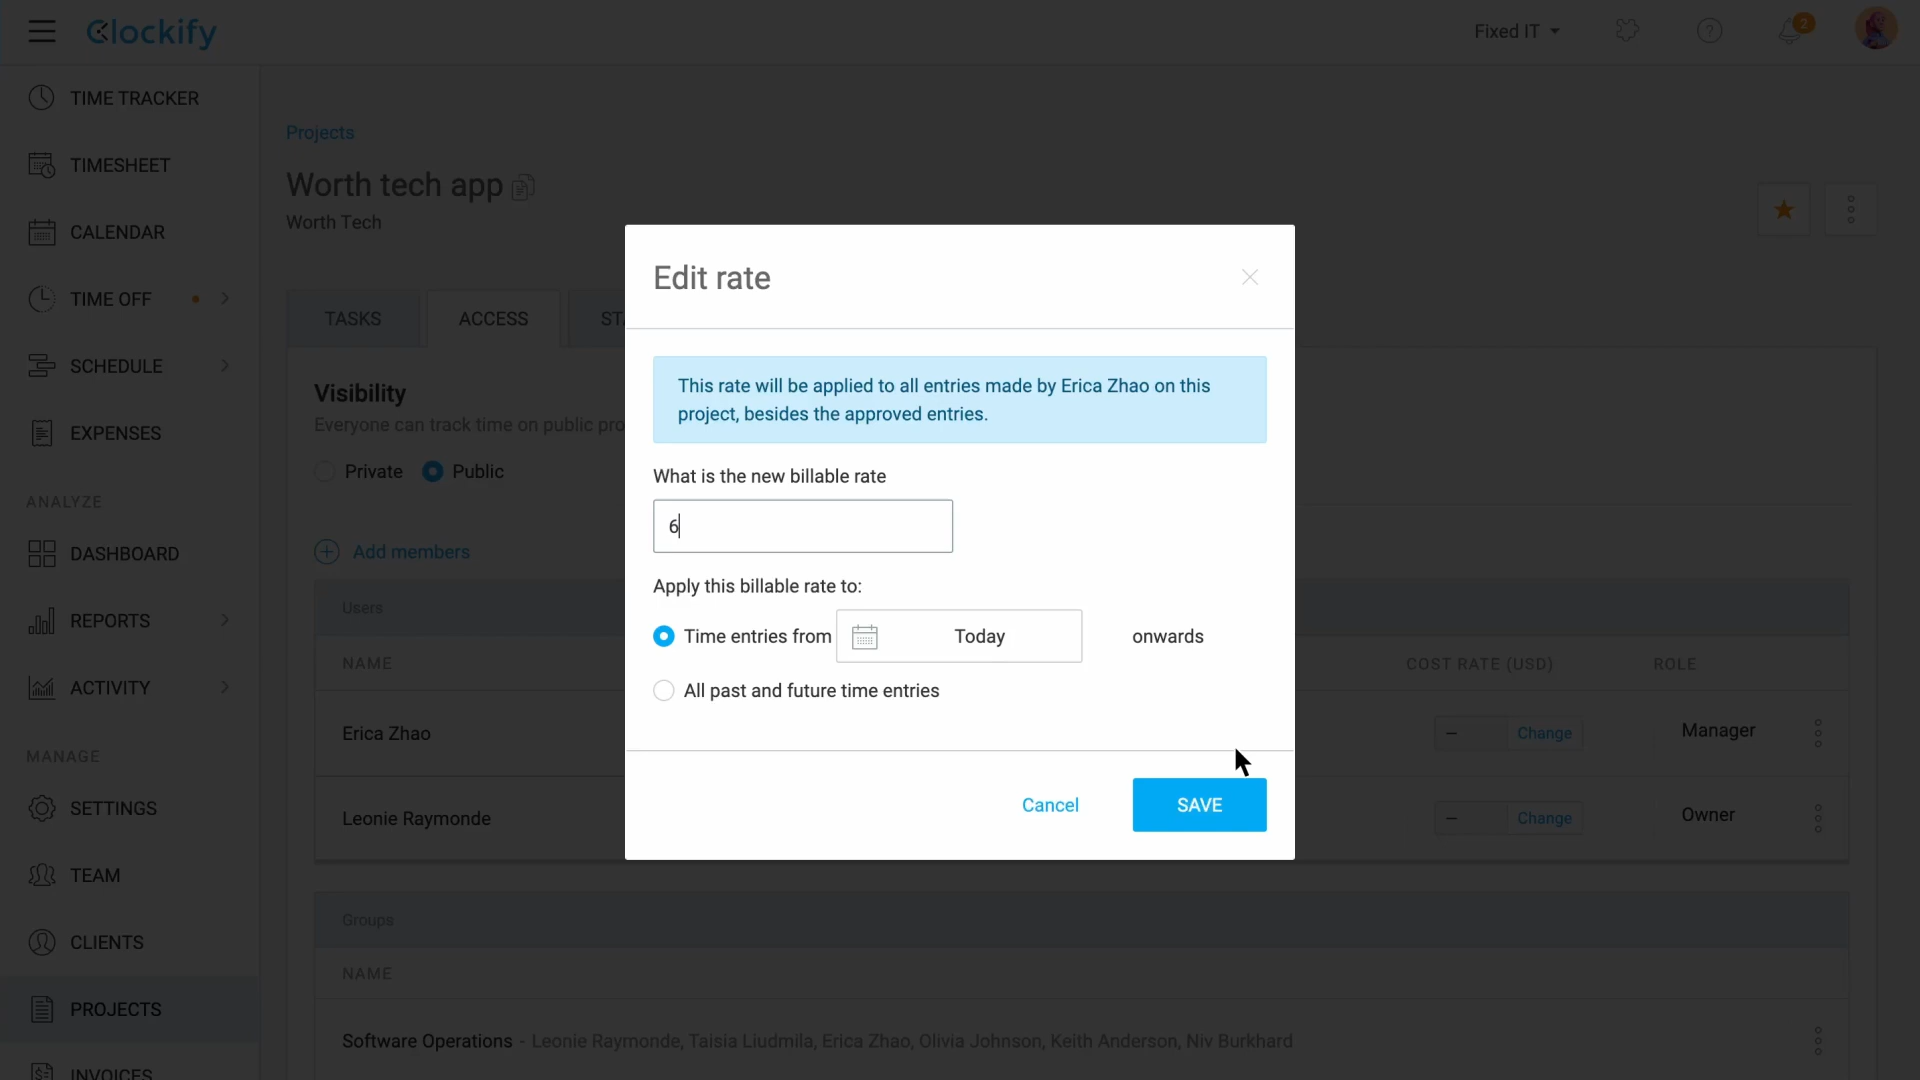 Clockify
Fixed IT
?
2
TIME TRACKER
TIMESHEET
CALENDAR
TIME OFF
SCHEDULE
EXPENSES
ANALYZE
DASHBOARD
REPORTS
ACTIVITY
MANAGE
SETTINGS
TEAM
CLIENTS
PROJECTS
INVOICES
Projects
Worth tech app
Worth Tech
TASKS
ACCESS
Visibility
Everyone can track time on public
Private
Public
Add members
Users
NAME
COST RATE (USD)
ROLE
Erica Zhao
–
Change
Manager
Leonie Raymonde
–
Change
Owner
Groups
NAME
Software Operations - Leonie Raymonde, Taisia Liudmila, Erica Zhao, Olivia Johnson, Keith Anderson, Niv Burkhard
Edit rate
This rate will be applied to all entries made by Erica Zhao on this
project, besides the approved entries.
What is the new billable rate
6
Apply this billable rate to:
Time entries from
Today
onwards
All past and future time entries
Cancel
SAVE